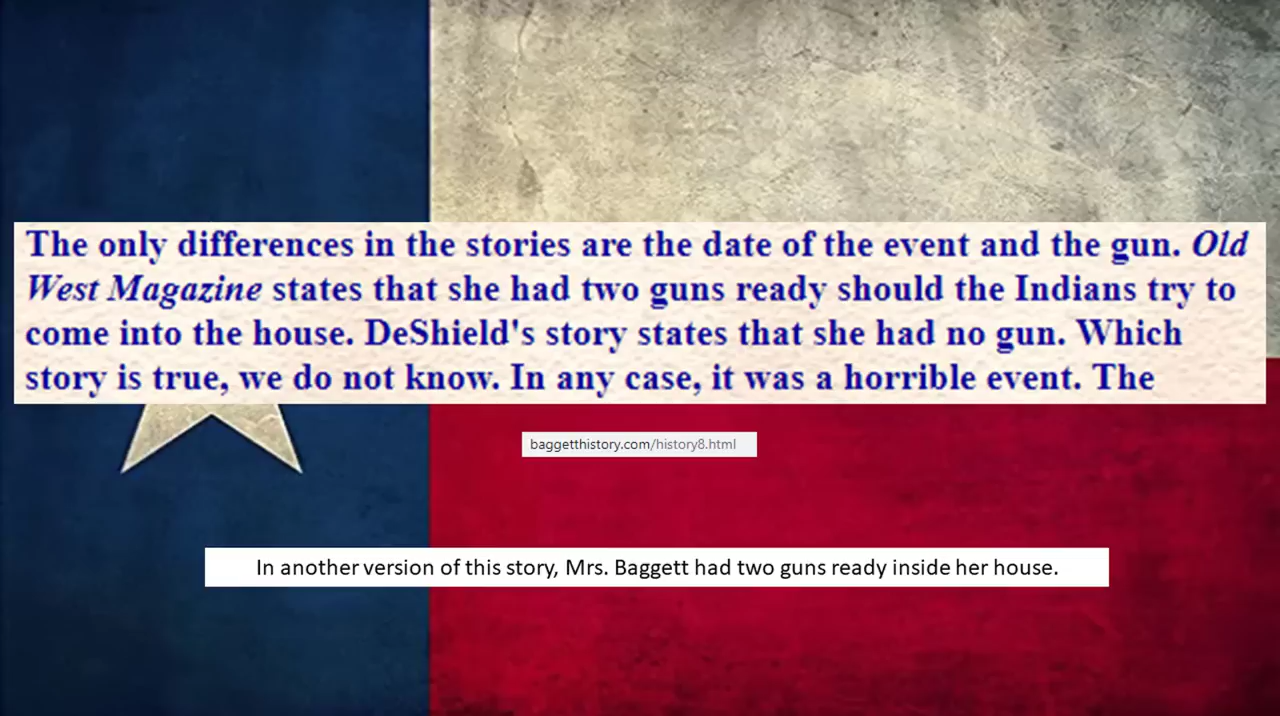 The only differences in the stories are the date of the event and the gun. Old
West Magazine states that she had two guns ready should the Indians try to
come into the house. DeShield's story states that she had no gun. Which
story is true, we do not know. In any case, it was a horrible event. The
baggetthistory.com/history8.html
In another version of this story, Mrs. Baggett had two guns ready inside her house.